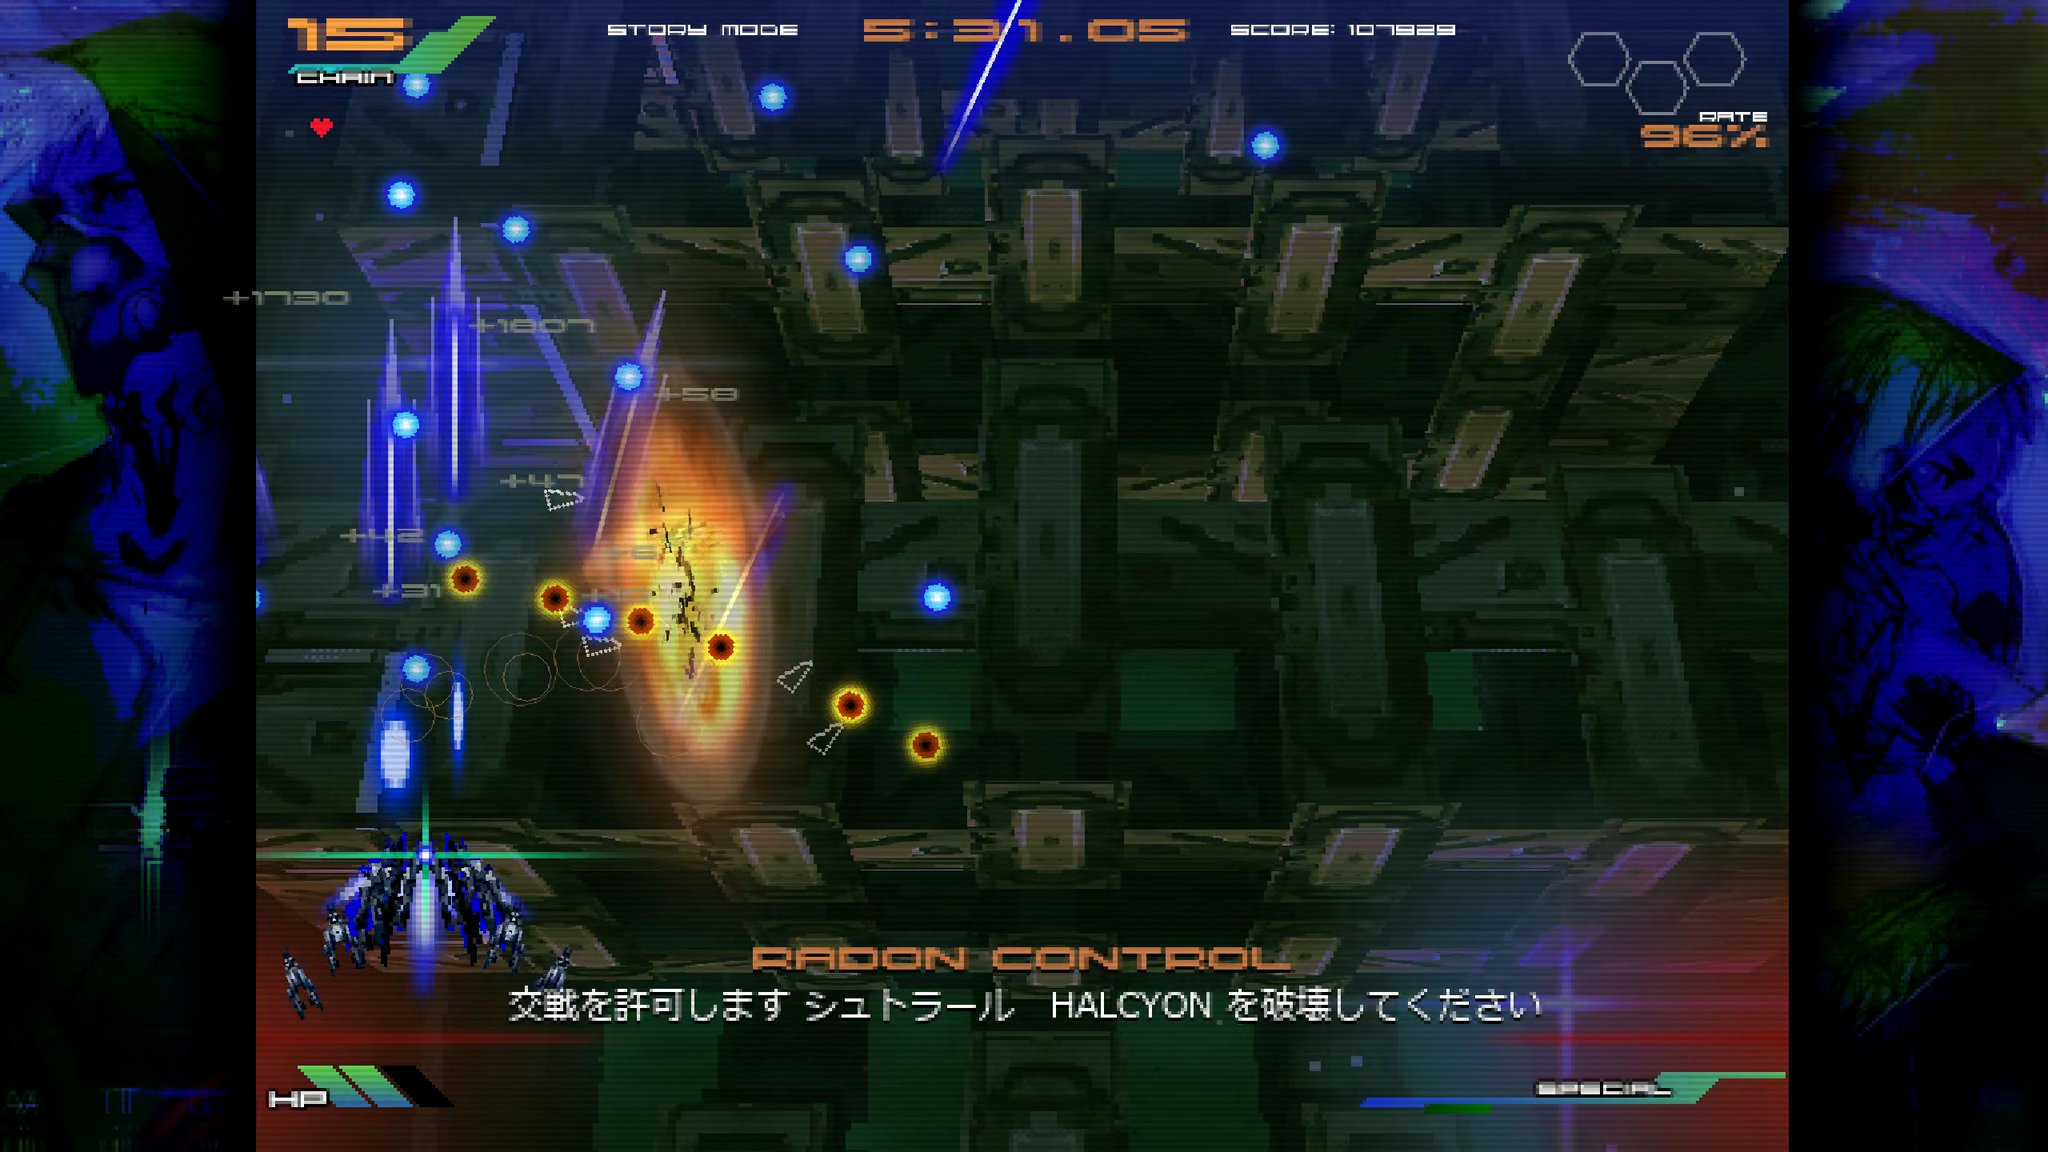 15
CHAIN
STORY MODE
5:31.05
SCORE: 107929
RATE
96%
+1730
+1807
+58
+47
+42
+31
RADON CONTROL
交戦を許可します シュトラール HALCYON を破壊してください
HP
SPECIAL